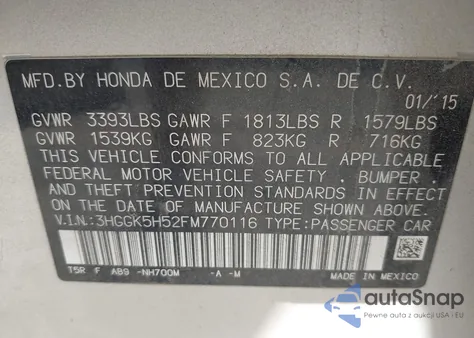 MFD.BY HONDA DE MEXICO S.A. DE C.V.
01/'15
GVWR 3393LBS GAWR F 1813LBS R 1579LBS
GVWR 1539KG GAWR F 823KG R 716KG
THIS VEHICLE CONFORMS TO ALL APPLICABLE
FEDERAL MOTOR VEHICLE SAFETY . BUMPER
AND THEFT PREVENTION STANDARDS IN EFFECT
ON THE DATE OF MANUFACTURE SHOWN ABOVE.
V.I.N.:3HGGK5H52FM770116 TYPE:PASSENGER CAR
T5R F AB9 -NH700M -A -M
MADE IN MEXICO
autaSnap
Pewne auta z aukcji USA i EU